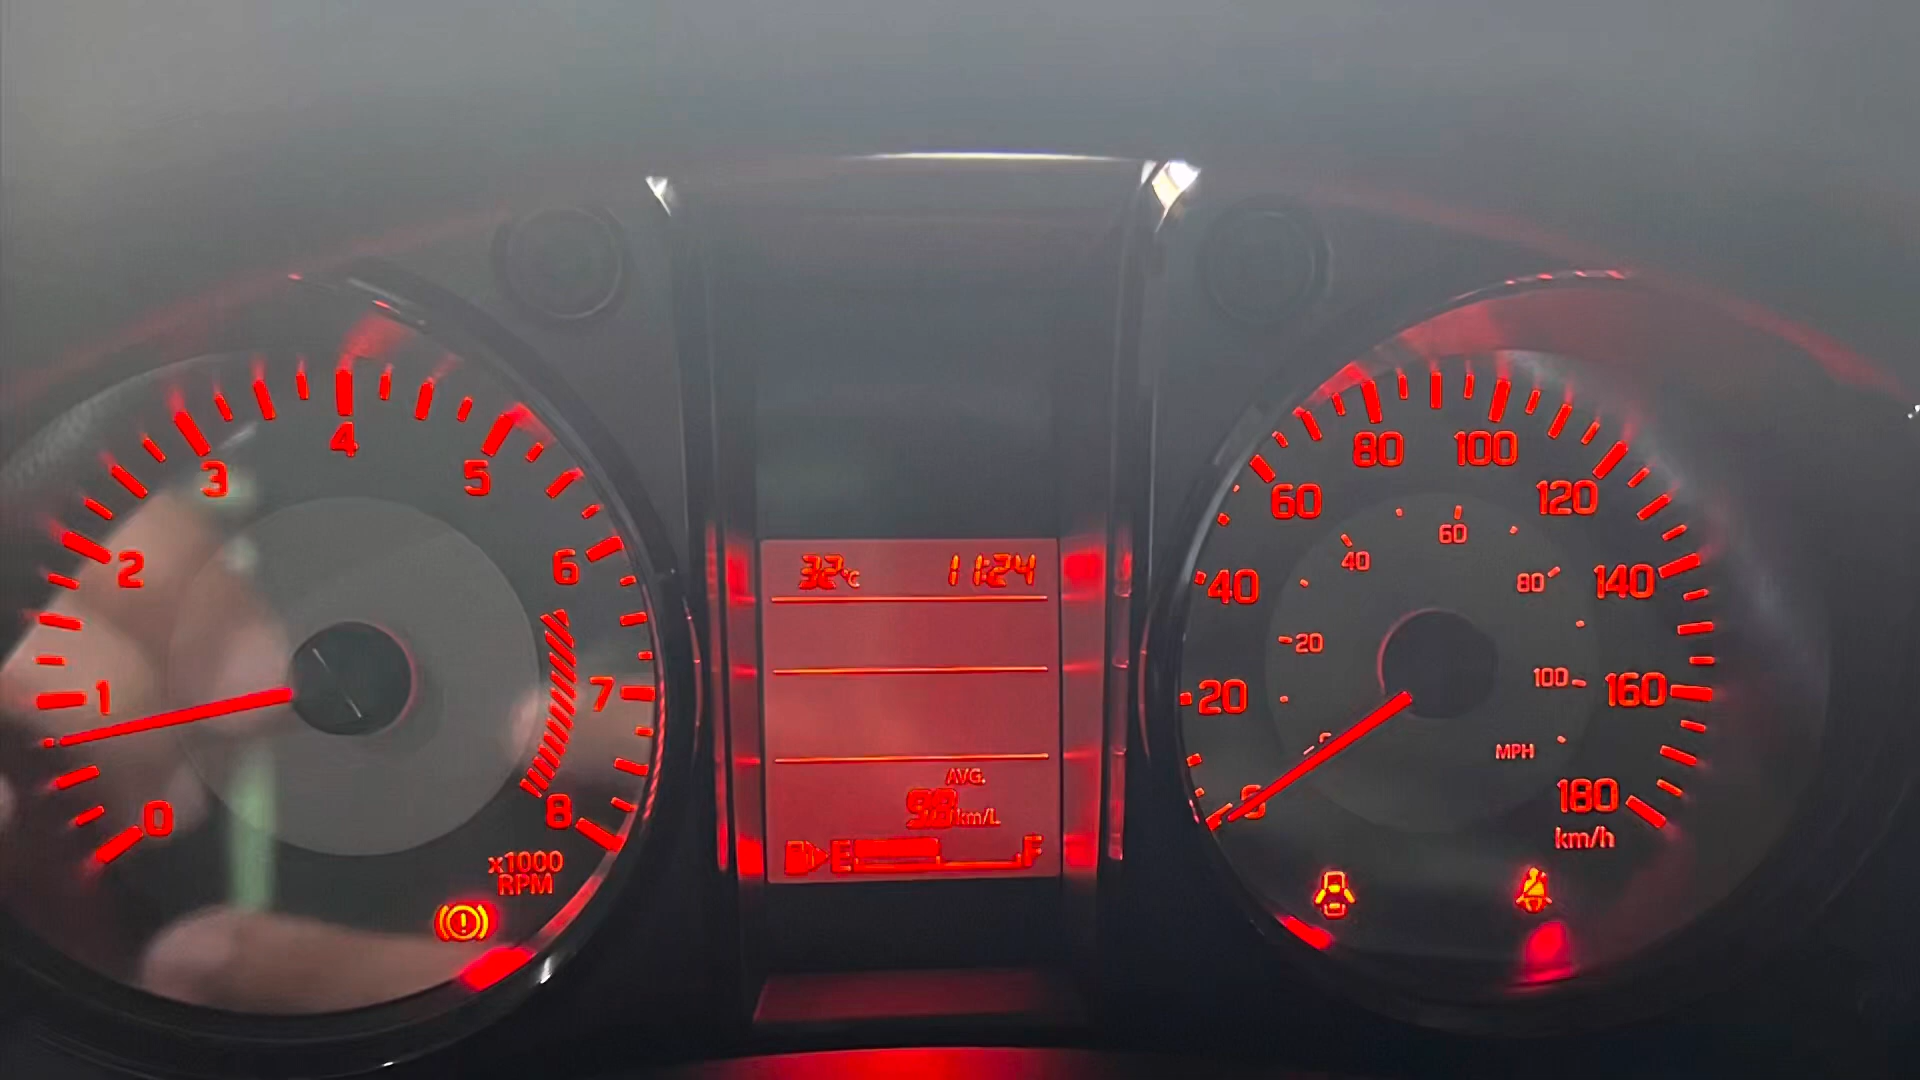 0 1 2 3 4 5 6 7 8
x1000
RPM
32°C 11:24
AVG.
km/L
E F
20 40 60 80 100 120 140 160 180
km/h
20 40 60 80 100
MPH